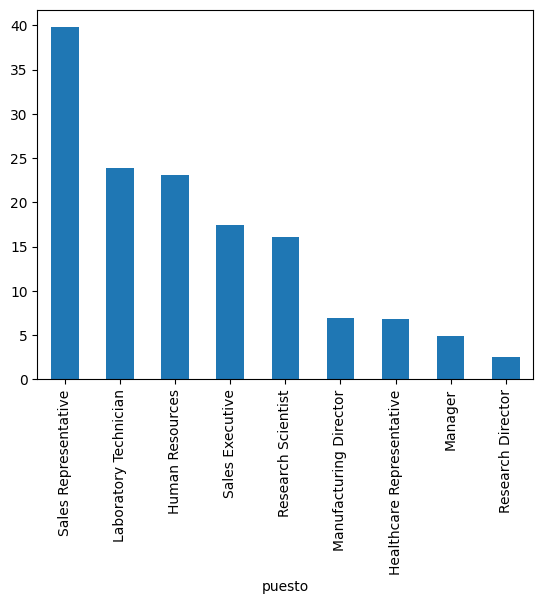 40
35
30
25
20
15
10
5
0
Sales Representative
Laboratory Technician
Human Resources
Sales Executive
Research Scientist
Manufacturing Director
Healthcare Representative
Manager
Research Director
puesto